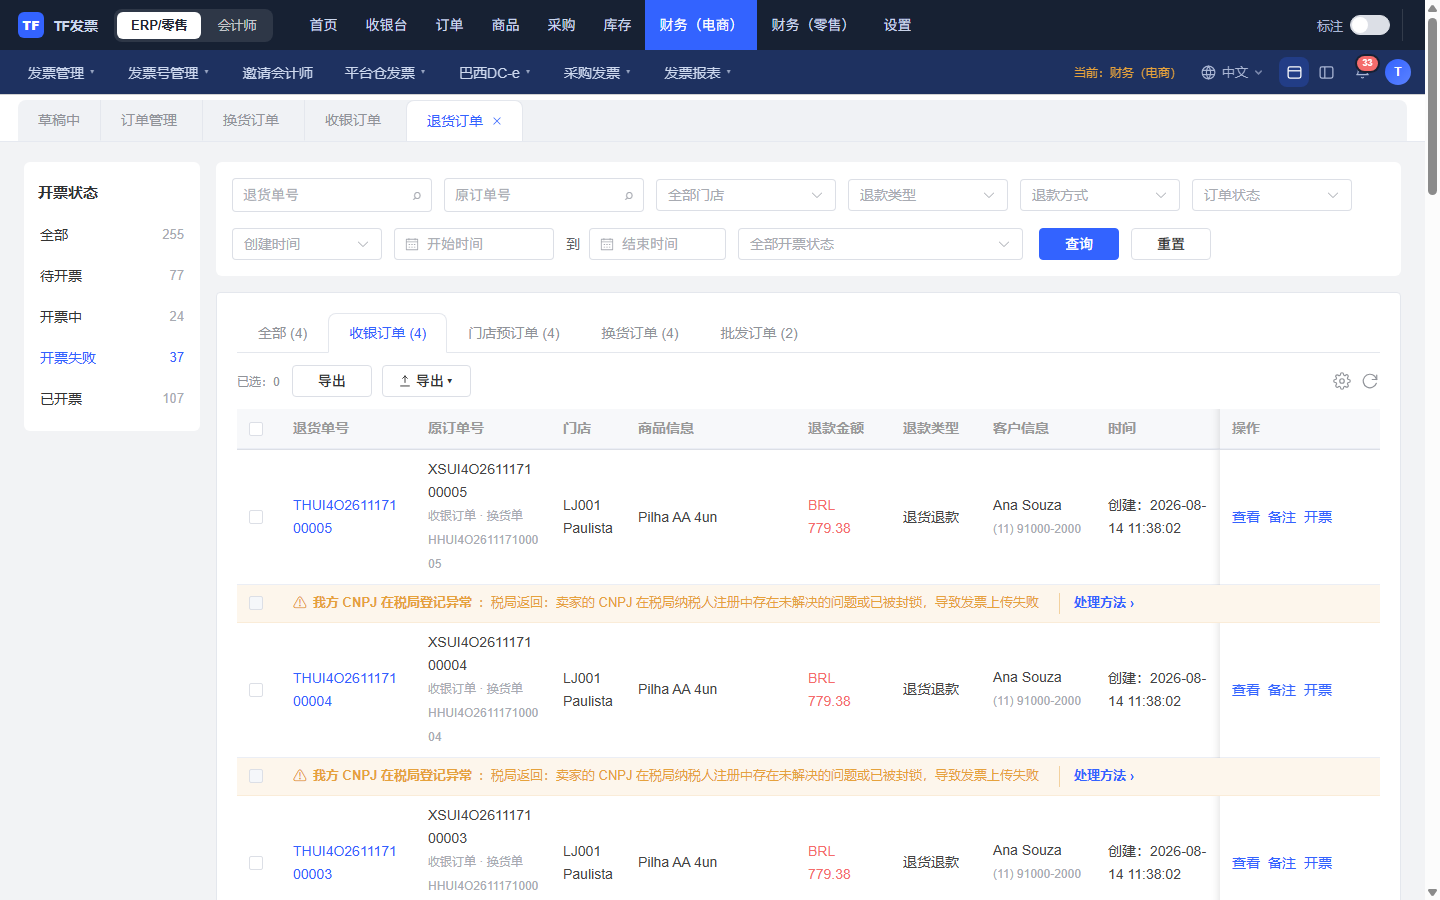 TF TF发票 ERP/零售 会计师 首页 收银台 订单 商品 采购 库存 财务（电商） 财务（零售） 设置 标注
发票管理 发票号管理 邀请会计师 平台仓发票 巴西DC-e 采购发票 发票报表 当前：财务（电商） 中文 33 T
草稿中 订单管理 换货订单 收银订单 退货订单 ×
开票状态
全部 255
待开票 77
开票中 24
开票失败 37
已开票 107
退货单号 原订单号 全部门店 退款类型 退款方式 订单状态
创建时间 开始时间 到 结束时间 全部开票状态 查询 重置
全部 (4) 收银订单 (4) 门店预订单 (4) 换货订单 (4) 批发订单 (2)
已选：0 导出 导出
退货单号 原订单号 门店 商品信息 退款金额 退款类型 客户信息 时间 操作
THUI4O2611171
00005
XSUI4O2611171
00005
收银订单 · 换货单
HHUI4O2611171000
05
LJ001
Paulista
Pilha AA 4un
BRL
779.38
退货退款
Ana Souza
(11) 91000-2000
创建：2026-08-
14 11:38:02
查看 备注 开票
我方 CNPJ 在税局登记异常 ：税局返回：卖家的 CNPJ 在税局纳税人注册中存在未解决的问题或已被封锁，导致发票上传失败 处理方法 ›
THUI4O2611171
00004
XSUI4O2611171
00004
收银订单 · 换货单
HHUI4O2611171000
04
LJ001
Paulista
Pilha AA 4un
BRL
779.38
退货退款
Ana Souza
(11) 91000-2000
创建：2026-08-
14 11:38:02
查看 备注 开票
我方 CNPJ 在税局登记异常 ：税局返回：卖家的 CNPJ 在税局纳税人注册中存在未解决的问题或已被封锁，导致发票上传失败 处理方法 ›
THUI4O2611171
00003
XSUI4O2611171
00003
收银订单 · 换货单
HHUI4O2611171000
LJ001
Paulista
Pilha AA 4un
BRL
779.38
退货退款
Ana Souza
(11) 91000-2000
创建：2026-08-
14 11:38:02
查看 备注 开票